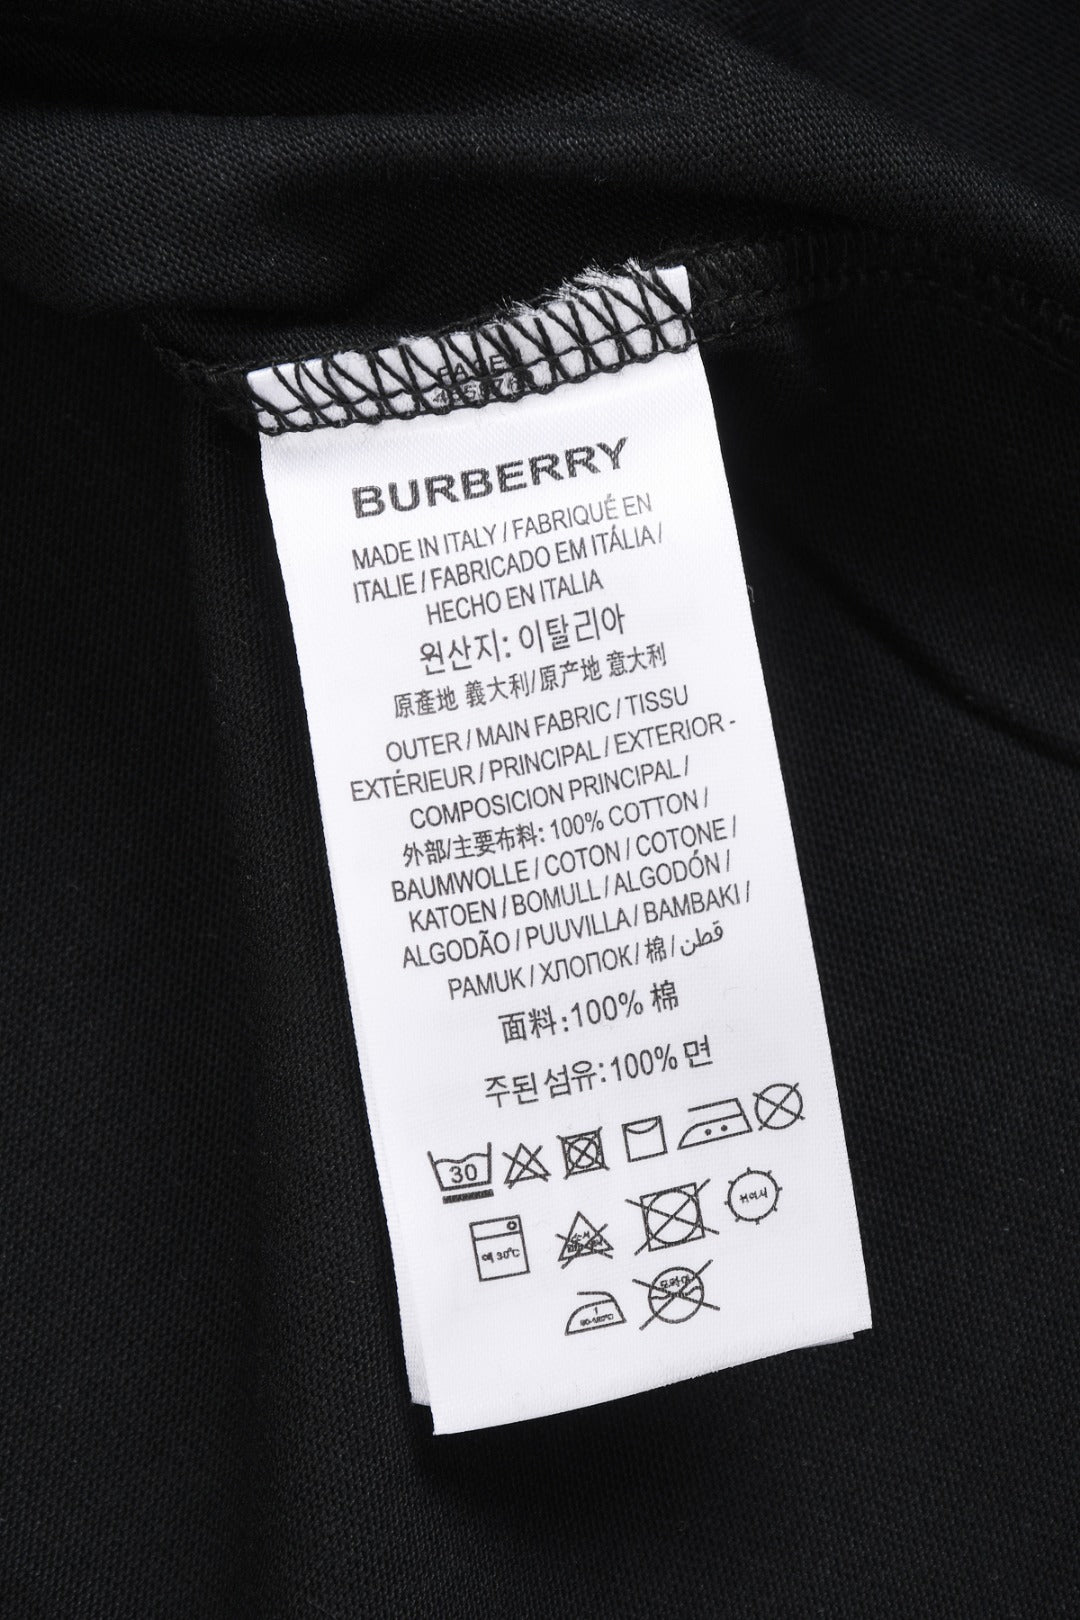 BURBERRY
MADE IN ITALY / FABRIQUÉ EN
ITALIE / FABRICADO EM ITÁLIA /
HECHO EN ITALIA
원산지: 이탈리아
原產地 義大利/原产地 意大利
OUTER / MAIN FABRIC / TISSU
EXTÉRIEUR / PRINCIPAL / EXTERIOR -
COMPOSICION PRINCIPAL /
外部/主要布料: 100% COTTON /
BAUMWOLLE / COTON / COTONE /
KATOEN / BOMULL / ALGODÓN /
ALGODÃO / PUUVILLA / BAMBAKI /
PAMUK / ХЛОПОК / 棉 / قطن
面料:100% 棉
주된 섬유:100% 면
30
30℃